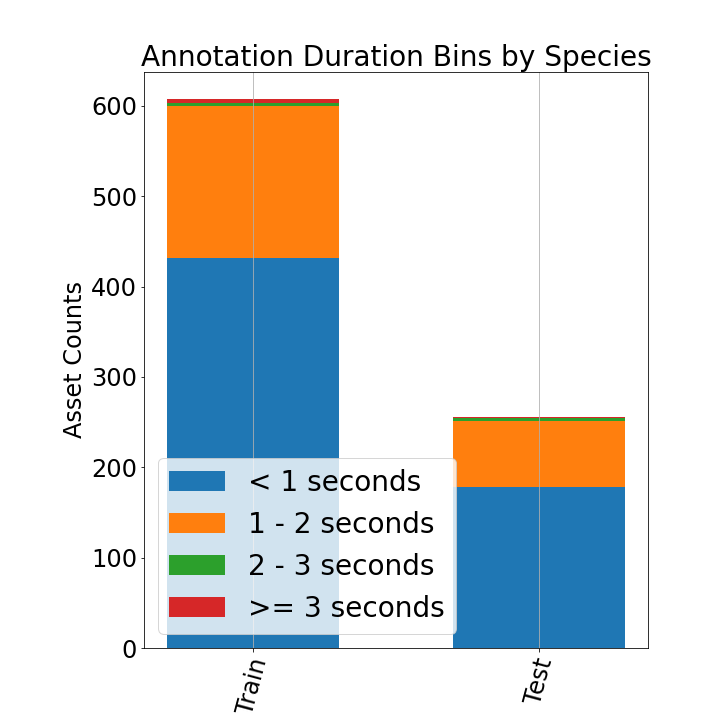 Annotation Duration Bins by Species
Asset Counts
600
500
400
300
200
100
0
< 1 seconds
1 - 2 seconds
2 - 3 seconds
>= 3 seconds
Train
Test